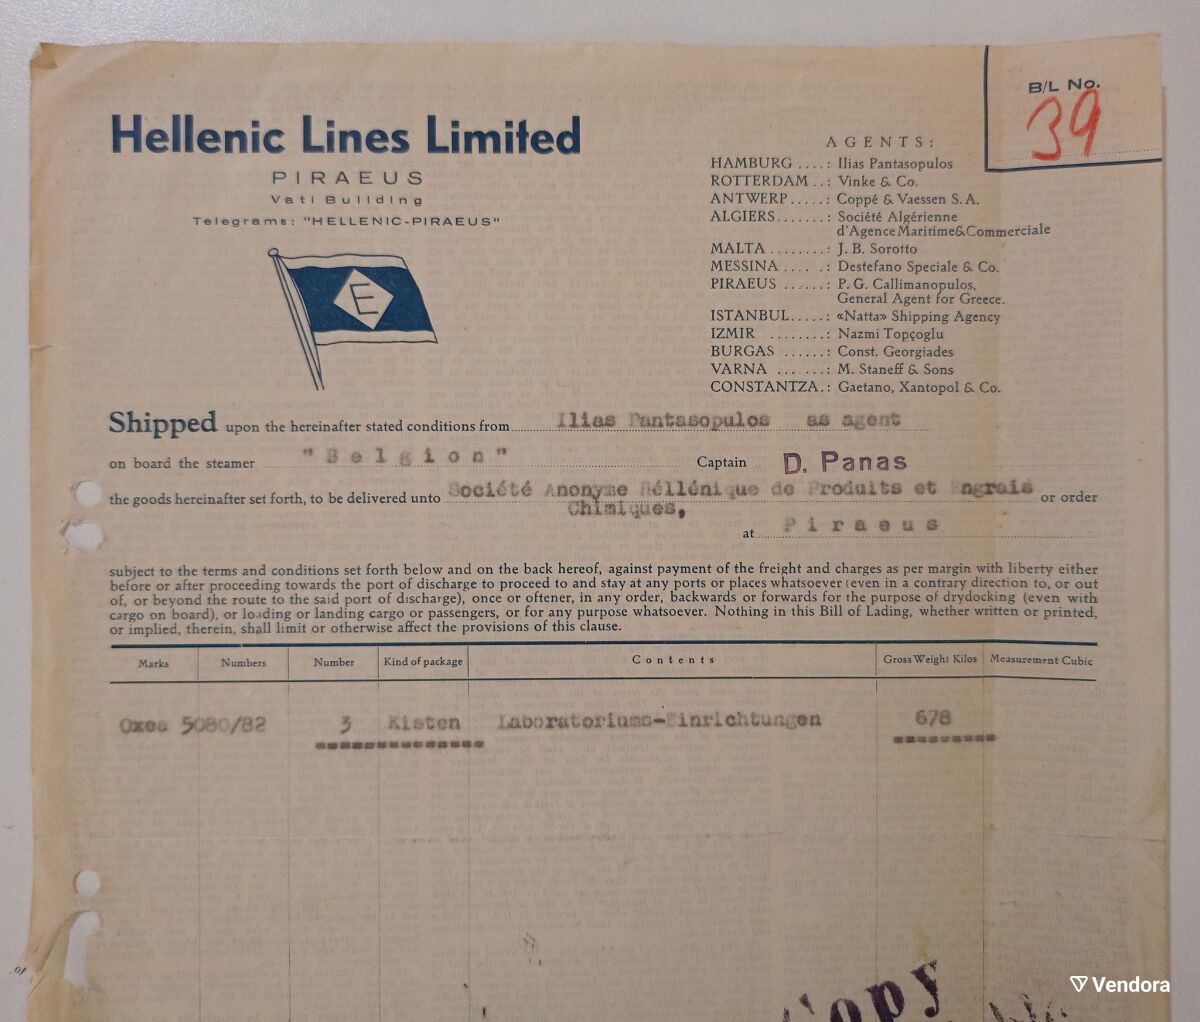 B/L No.
39
Hellenic Lines Limited
PIRAEUS
Vati Building
Telegrams: "HELLENIC-PIRAEUS"
E
AGENTS:
HAMBURG ....: Ilias Pantasopulos
ROTTERDAM ..: Vinke & Co.
ANTWERP.....: Coppé & Vaessen S. A.
ALGIERS.......: Société Algérienne
d'Agence Maritime&Commerciale
MALTA ........: J. B. Sorotto
MESSINA .... .: Destefano Speciale & Co.
PIRAEUS ......: P. G. Callimanopulos,
General Agent for Greece.
ISTANBUL.....: «Natta» Shipping Agency
IZMIR ........: Nazmi Topçoglu
BURGAS ......: Const. Georgiades
VARNA ... ....: M. Staneff & Sons
CONSTANTZA.: Gaetano, Xantopol & Co.
Shipped upon the hereinafter stated conditions from Ilias Pantasopulos as agent
on board the steamer "Belgion" Captain D. Panas
the goods hereinafter set forth, to be delivered unto Société Anonyme Héllénique de Produits et Engrais or order
Chimiques,
at Piraeus
subject to the terms and conditions set forth below and on the back hereof, against payment of the freight and charges as per margin with liberty either
before or after proceeding towards the port of discharge to proceed to and stay at any ports or places whatsoever (even in a contrary direction to, or out
of, or beyond the route to the said port of discharge), once or oftener, in any order, backwards or forwards for the purpose of drydocking (even with
cargo on board), or loading or landing cargo or passengers, or for any purpose whatsoever. Nothing in this Bill of Lading, whether written or printed,
or implied, therein, shall limit or otherwise affect the provisions of this clause.
Marks Numbers Number Kind of package Contents Gross Weight Kilos Measurement Cubic
Oxea 5080/82 3 Kisten Laboratoriums-Einrichtungen 678
Copy
Vendora